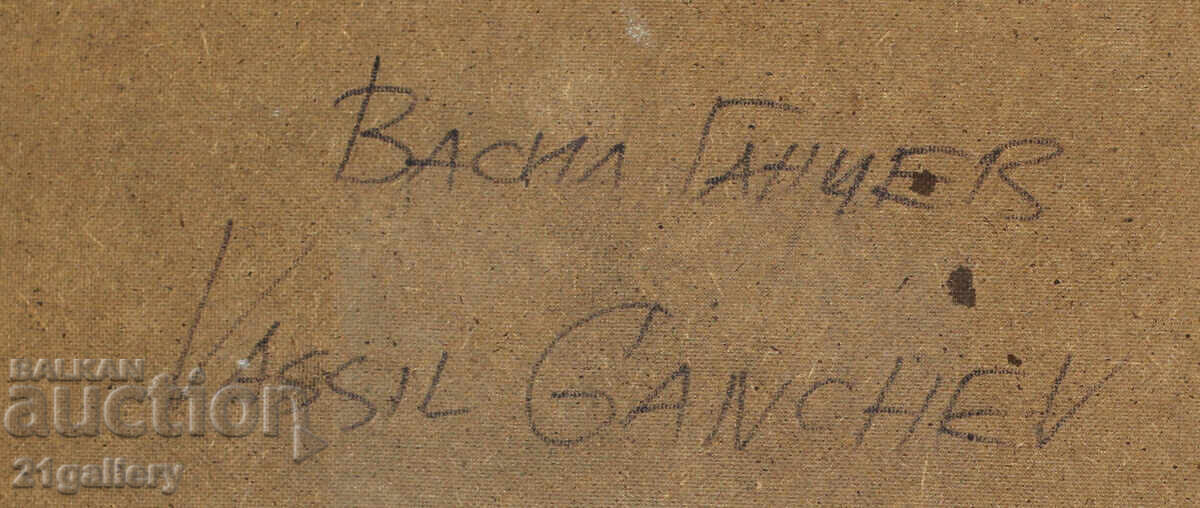 Васил Ганчев
VASSIL GANCHEV
BALKAN
auction
21gallery